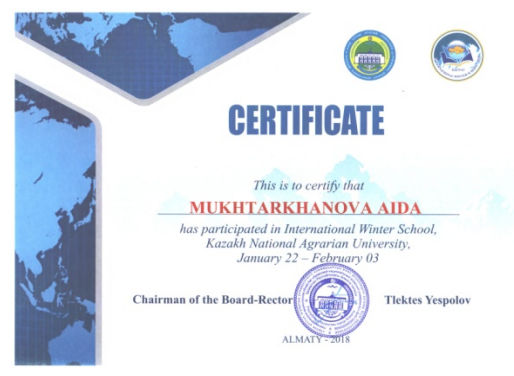 CERTIFICATE
This is to certify that
MUKHTARKHANOVA AIDA
has participated in International Winter School,
Kazakh National Agrarian University,
January 22 – February 03
Chairman of the Board-Rector
Tlektes Yespolov
ALMATY - 2018